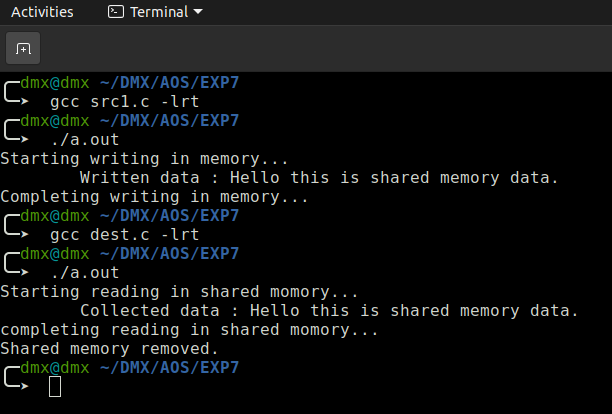 Activities Terminal
dmx@dmx ~/DMX/AOS/EXP7
gcc src1.c -lrt
dmx@dmx ~/DMX/AOS/EXP7
./a.out
Starting writing in memory...
Written data : Hello this is shared memory data.
Completing writing in memory...
dmx@dmx ~/DMX/AOS/EXP7
gcc dest.c -lrt
dmx@dmx ~/DMX/AOS/EXP7
./a.out
Starting reading in shared momory...
Collected data : Hello this is shared memory data.
completing reading in shared momory...
Shared memory removed.
dmx@dmx ~/DMX/AOS/EXP7